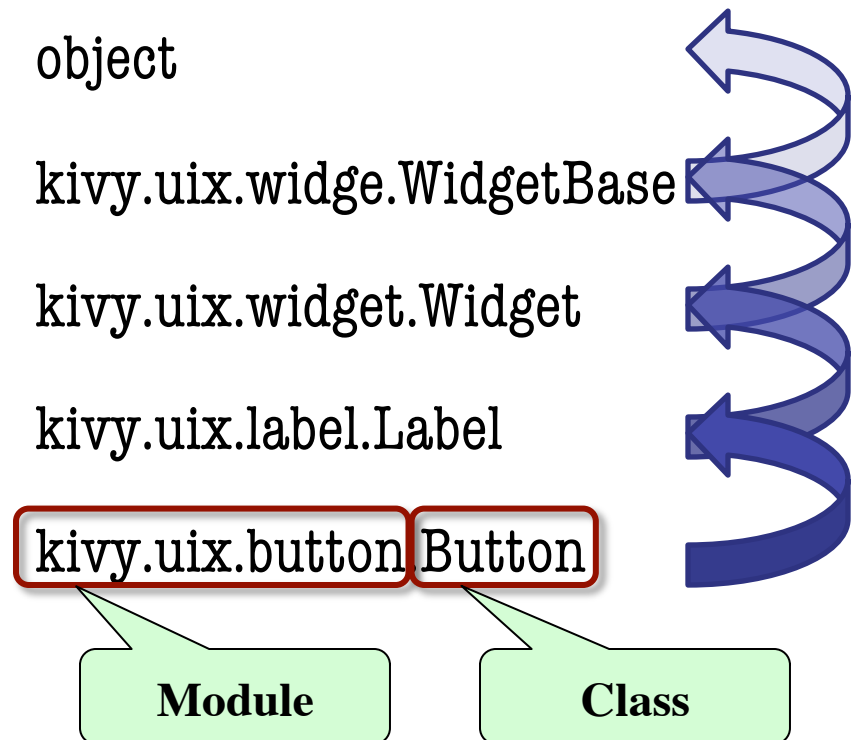 object
kivy.uix.widge.WidgetBase
kivy.uix.widget.Widget
kivy.uix.label.Label
kivy.uix.button.Button
Module
Class